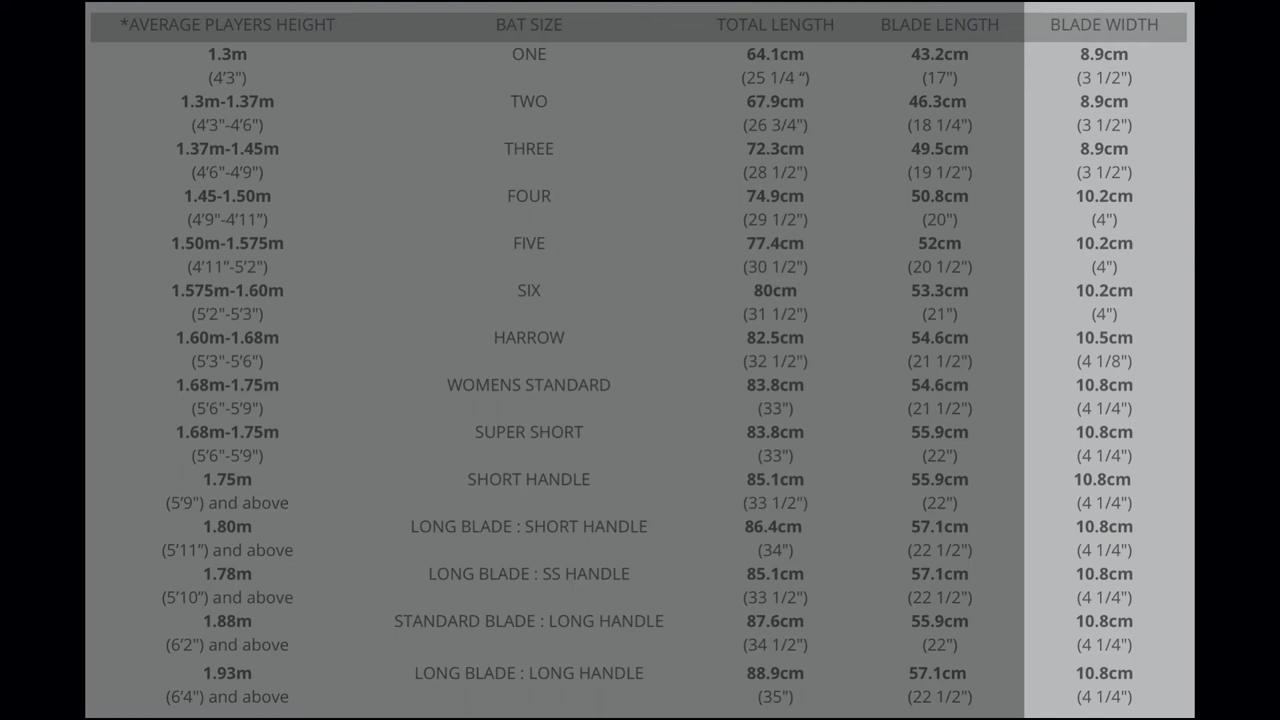 *AVERAGE PLAYERS HEIGHT BAT SIZE TOTAL LENGTH BLADE LENGTH BLADE WIDTH
1.3m ONE 64.1cm 43.2cm 8.9cm
(4’3") (25 1/4 “) (17") (3 1/2")
1.3m-1.37m TWO 67.9cm 46.3cm 8.9cm
(4’3"-4’6") (26 3/4") (18 1/4") (3 1/2")
1.37m-1.45m THREE 72.3cm 49.5cm 8.9cm
(4’6"-4’9") (28 1/2") (19 1/2") (3 1/2")
1.45-1.50m FOUR 74.9cm 50.8cm 10.2cm
(4’9"-4’11”) (29 1/2") (20") (4")
1.50m-1.575m FIVE 77.4cm 52cm 10.2cm
(4’11”-5’2") (30 1/2") (20 1/2") (4")
1.575m-1.60m SIX 80cm 53.3cm 10.2cm
(5’2"-5’3") (31 1/2") (21") (4")
1.60m-1.68m HARROW 82.5cm 54.6cm 10.5cm
(5’3"-5’6") (32 1/2") (21 1/2") (4 1/8")
1.68m-1.75m WOMENS STANDARD 83.8cm 54.6cm 10.8cm
(5’6"-5’9") (33") (21 1/2") (4 1/4")
1.68m-1.75m SUPER SHORT 83.8cm 55.9cm 10.8cm
(5’6"-5’9") (33") (22") (4 1/4")
1.75m SHORT HANDLE 85.1cm 55.9cm 10.8cm
(5’9") and above (33 1/2") (22") (4 1/4")
1.80m LONG BLADE : SHORT HANDLE 86.4cm 57.1cm 10.8cm
(5’11”) and above (34") (22 1/2") (4 1/4")
1.78m LONG BLADE : SS HANDLE 85.1cm 57.1cm 10.8cm
(5’10”) and above (33 1/2") (22 1/2") (4 1/4")
1.88m STANDARD BLADE : LONG HANDLE 87.6cm 55.9cm 10.8cm
(6’2") and above (34 1/2") (22") (4 1/4")
1.93m LONG BLADE : LONG HANDLE 88.9cm 57.1cm 10.8cm
(6’4") and above (35") (22 1/2") (4 1/4")